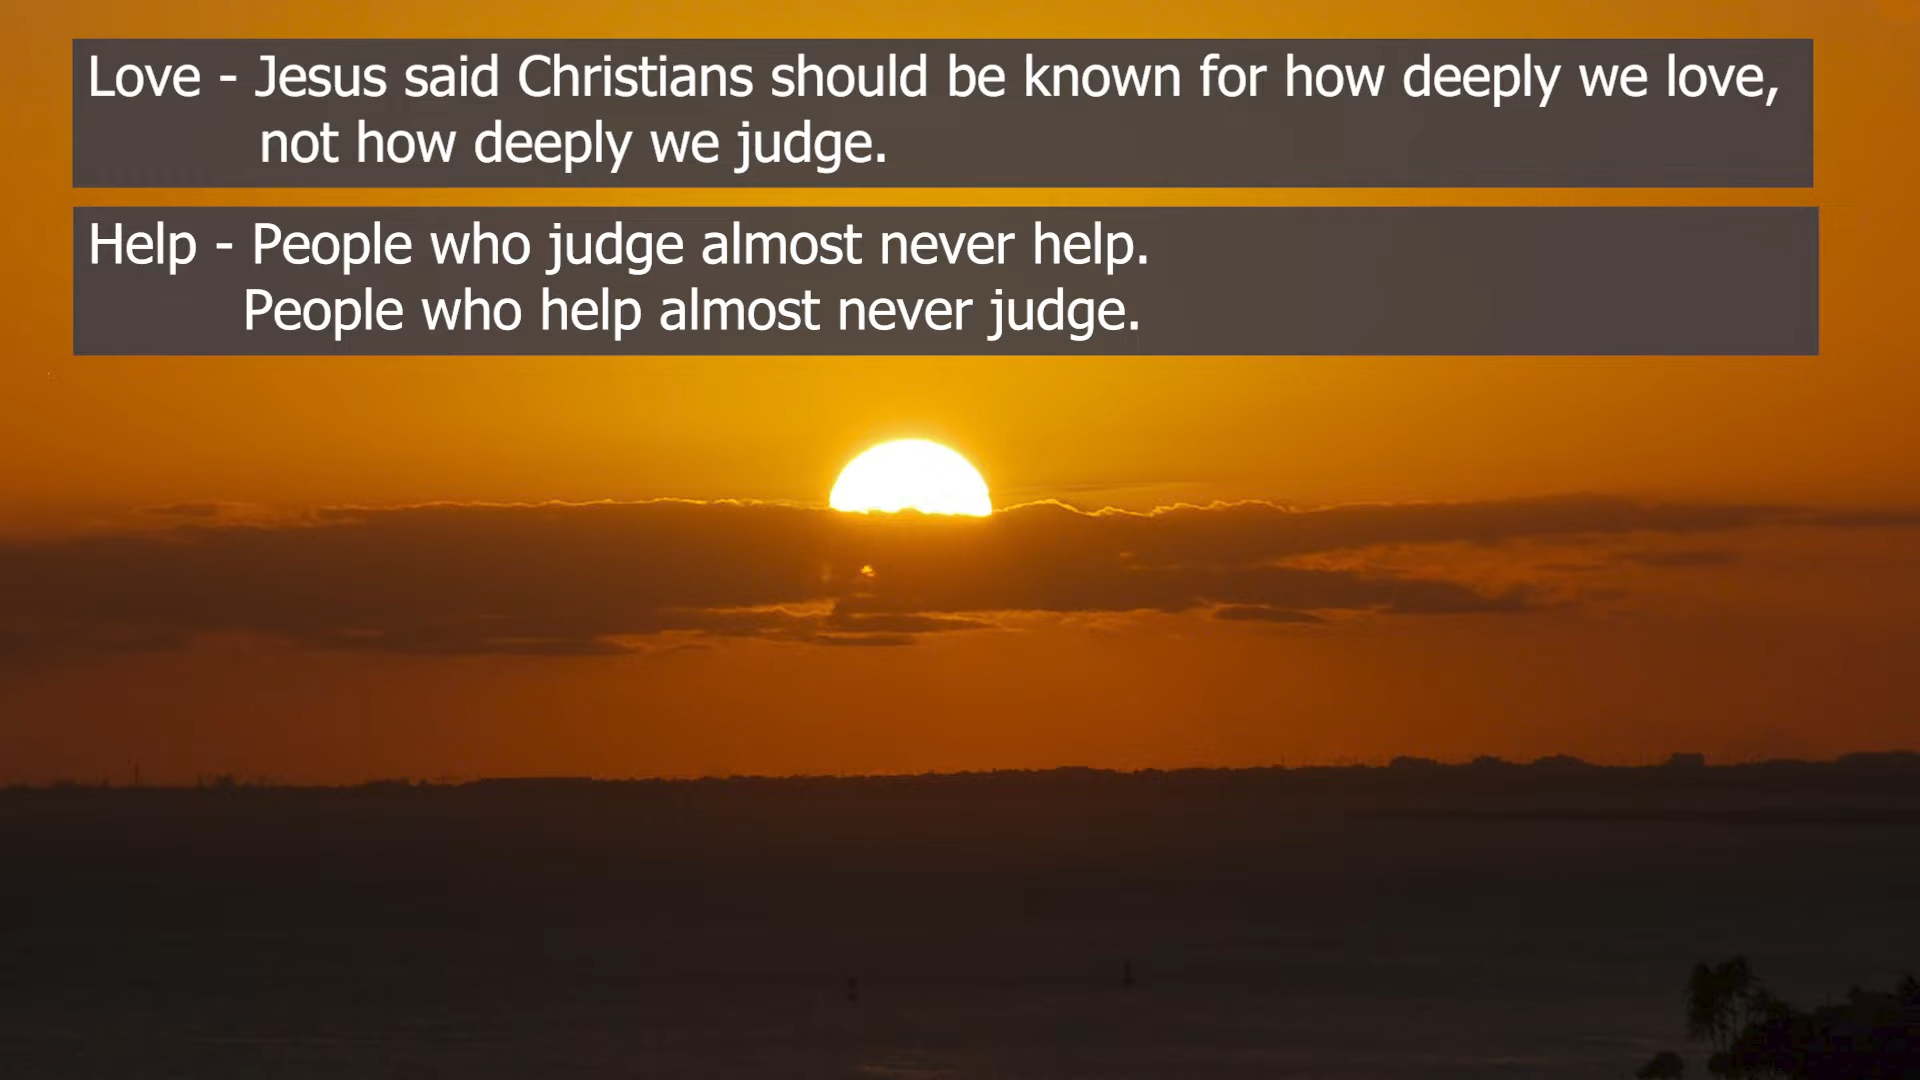 Love - Jesus said Christians should be known for how deeply we love,
not how deeply we judge.
Help - People who judge almost never help.
People who help almost never judge.